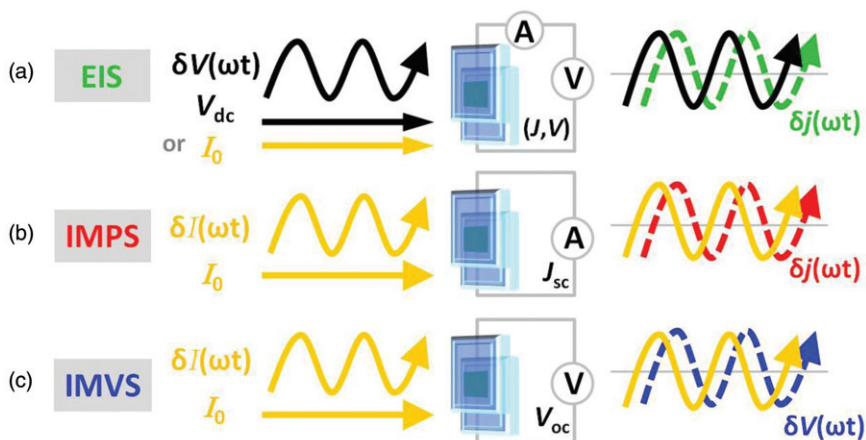 (a) EIS δV(ωt) A
V
V_dc (J,V)
or I_0 δj(ωt)
(b) IMPS δI(ωt) A
I_0 J_sc δj(ωt)
(c) IMVS δI(ωt) V
I_0 V_oc δV(ωt)